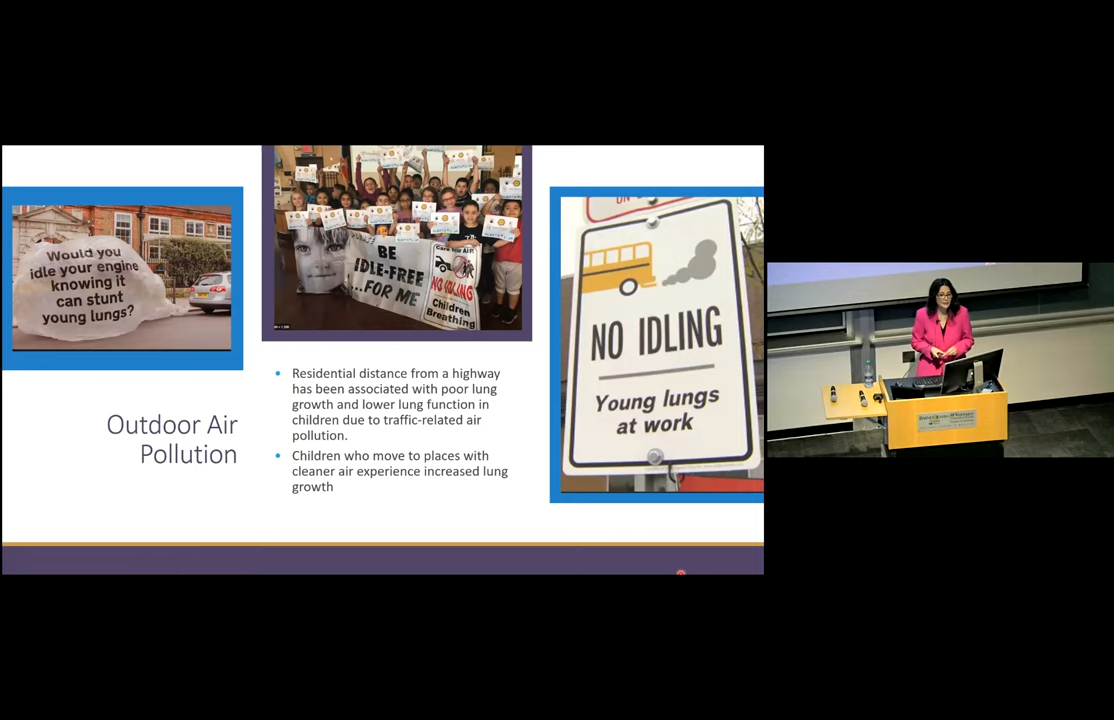 Would you
idle your engine
knowing it
can stunt
young lungs?
BE
IDLE-FREE
...FOR ME
NO IDLING
Children
Breathing
NO IDLING
Young lungs
at work
Outdoor Air
Pollution
• Residential distance from a highway
has been associated with poor lung
growth and lower lung function in
children due to traffic-related air
pollution.
• Children who move to places with
cleaner air experience increased lung
growth